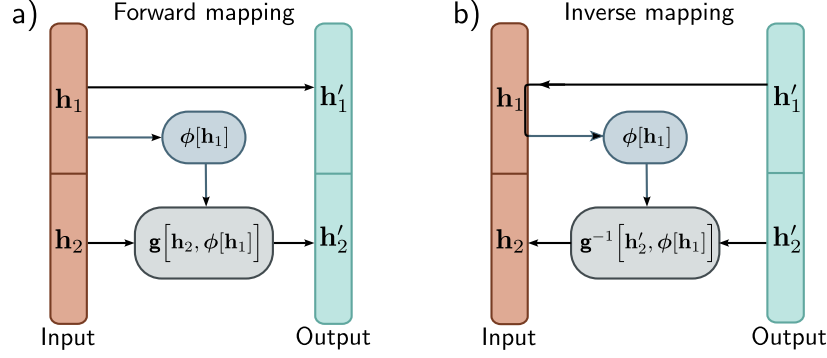 a) Forward mapping
h₁
h′₁
ϕ[h₁]
h₂
g[h₂, ϕ[h₁]]
h′₂
Input
Output
b) Inverse mapping
h₁
h′₁
ϕ[h₁]
h₂
g⁻¹[h′₂, ϕ[h₁]]
h′₂
Input
Output